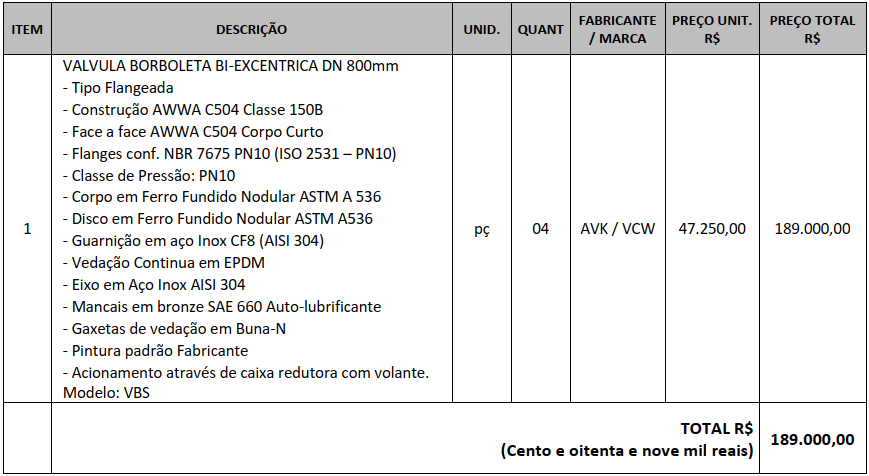 ITEM DESCRIÇÃO UNID. QUANT FABRICANTE / MARCA PREÇO UNIT. R$ PREÇO TOTAL R$
VALVULA BORBOLETA BI-EXCENTRICA DN 800mm
- Tipo Flangeada
- Construção AWWA C504 Classe 150B
- Face a face AWWA C504 Corpo Curto
- Flanges conf. NBR 7675 PN10 (ISO 2531 – PN10)
- Classe de Pressão: PN10
- Corpo em Ferro Fundido Nodular ASTM A 536
- Disco em Ferro Fundido Nodular ASTM A536
1 - Guarnição em aço Inox CF8 (AISI 304) pç 04 AVK / VCW 47.250,00 189.000,00
- Vedação Continua em EPDM
- Eixo em Aço Inox AISI 304
- Mancais em bronze SAE 660 Auto-lubrificante
- Gaxetas de vedação em Buna-N
- Pintura padrão Fabricante
- Acionamento através de caixa redutora com volante.
Modelo: VBS
TOTAL R$
(Cento e oitenta e nove mil reais) 189.000,00